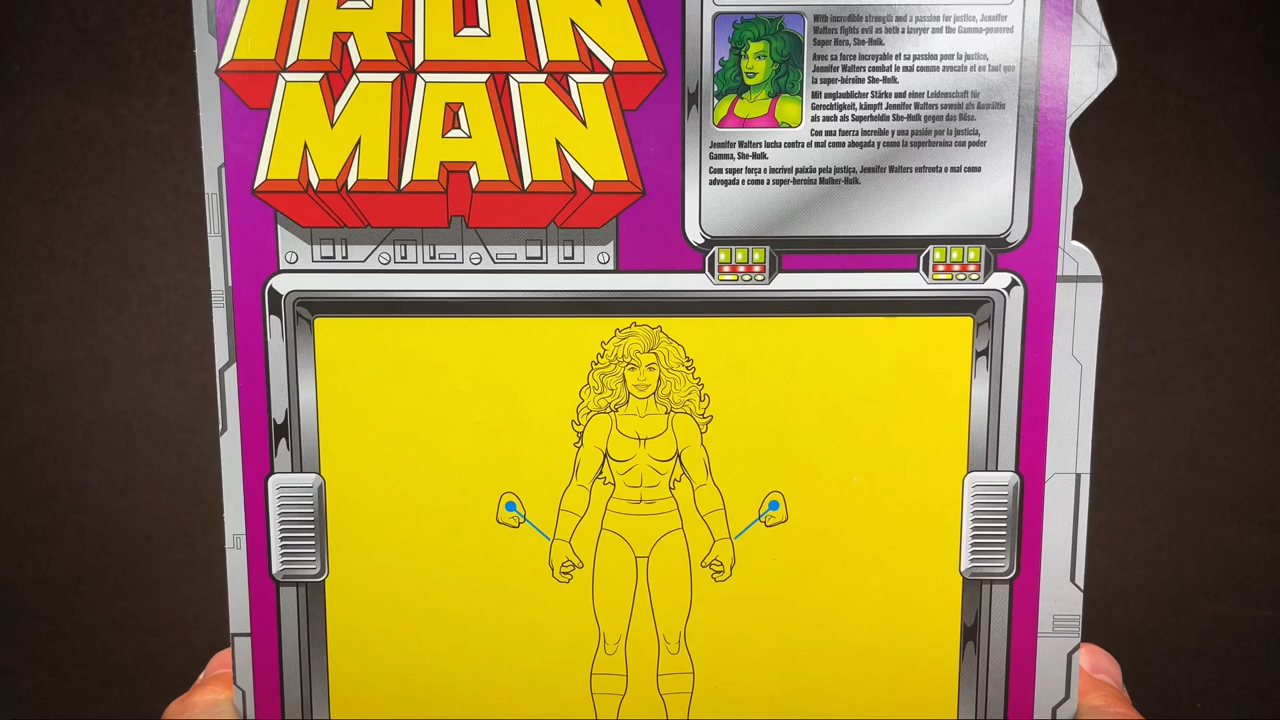 IRON
MAN
With incredible strength and a passion for justice, Jennifer
Walters fights evil as both a lawyer and the Gamma-powered
Super Hero, She-Hulk.
Avec sa force incroyable et sa passion pour la justice,
Jennifer Walters combat le mal comme avocate et en tant que
la super-héroïne She-Hulk.
Mit unglaublicher Stärke und einer Leidenschaft für
Gerechtigkeit, kämpft Jennifer Walters sowohl als Anwältin
als auch als Superheldin She-Hulk gegen das Böse.
Con una fuerza increíble y una pasión por la justicia,
Jennifer Walters lucha contra el mal como abogada y como la superheroína con poder
Gamma, She-Hulk.
Com super força e incrível paixão pela justiça, Jennifer Walters enfrenta o mal como
advogada e como a super-heroína Mulher-Hulk.